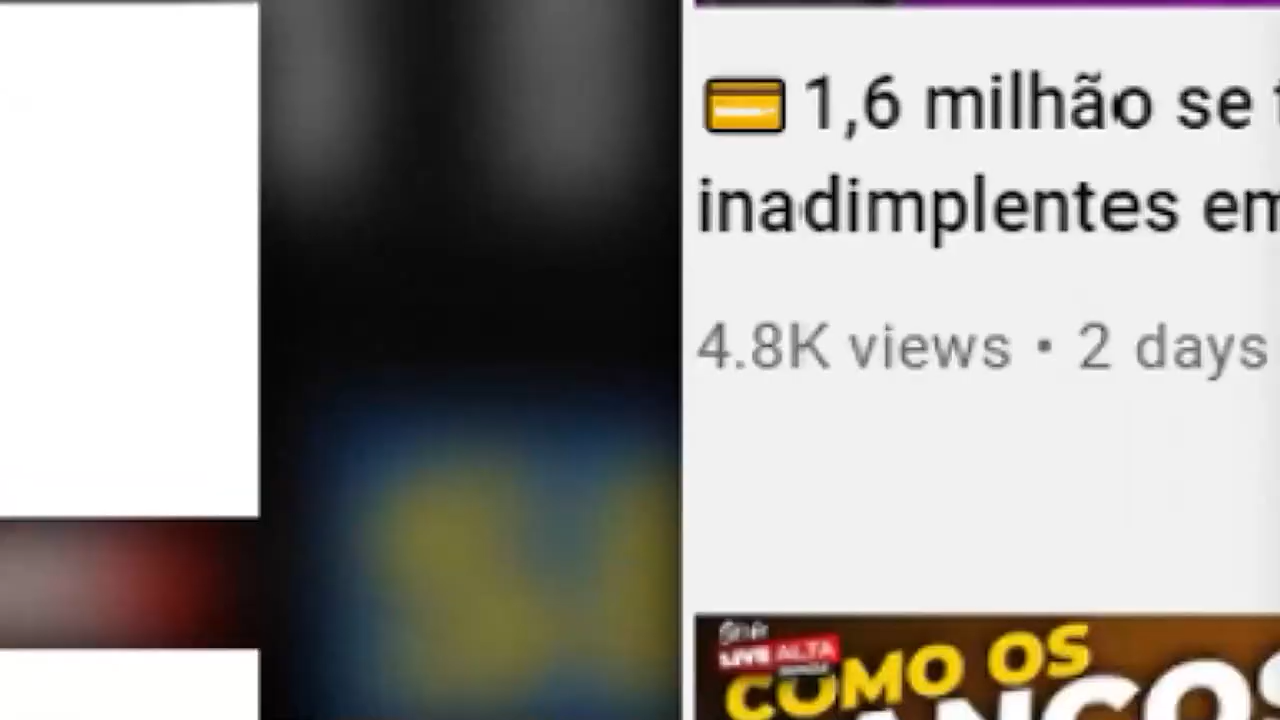 1,6 milhão se
inadimplentes em
4.8K views • 2 days
LIVE ALTA
COMO OS